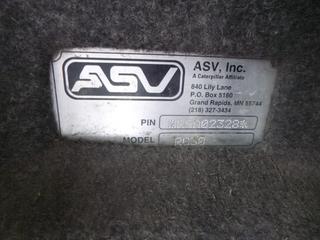 ASV
ASV, Inc.
A Caterpillar Affiliate
840 Lily Lane
P.O. Box 5160
Grand Rapids, MN 55744
(218) 327-3434
PIN
MODEL